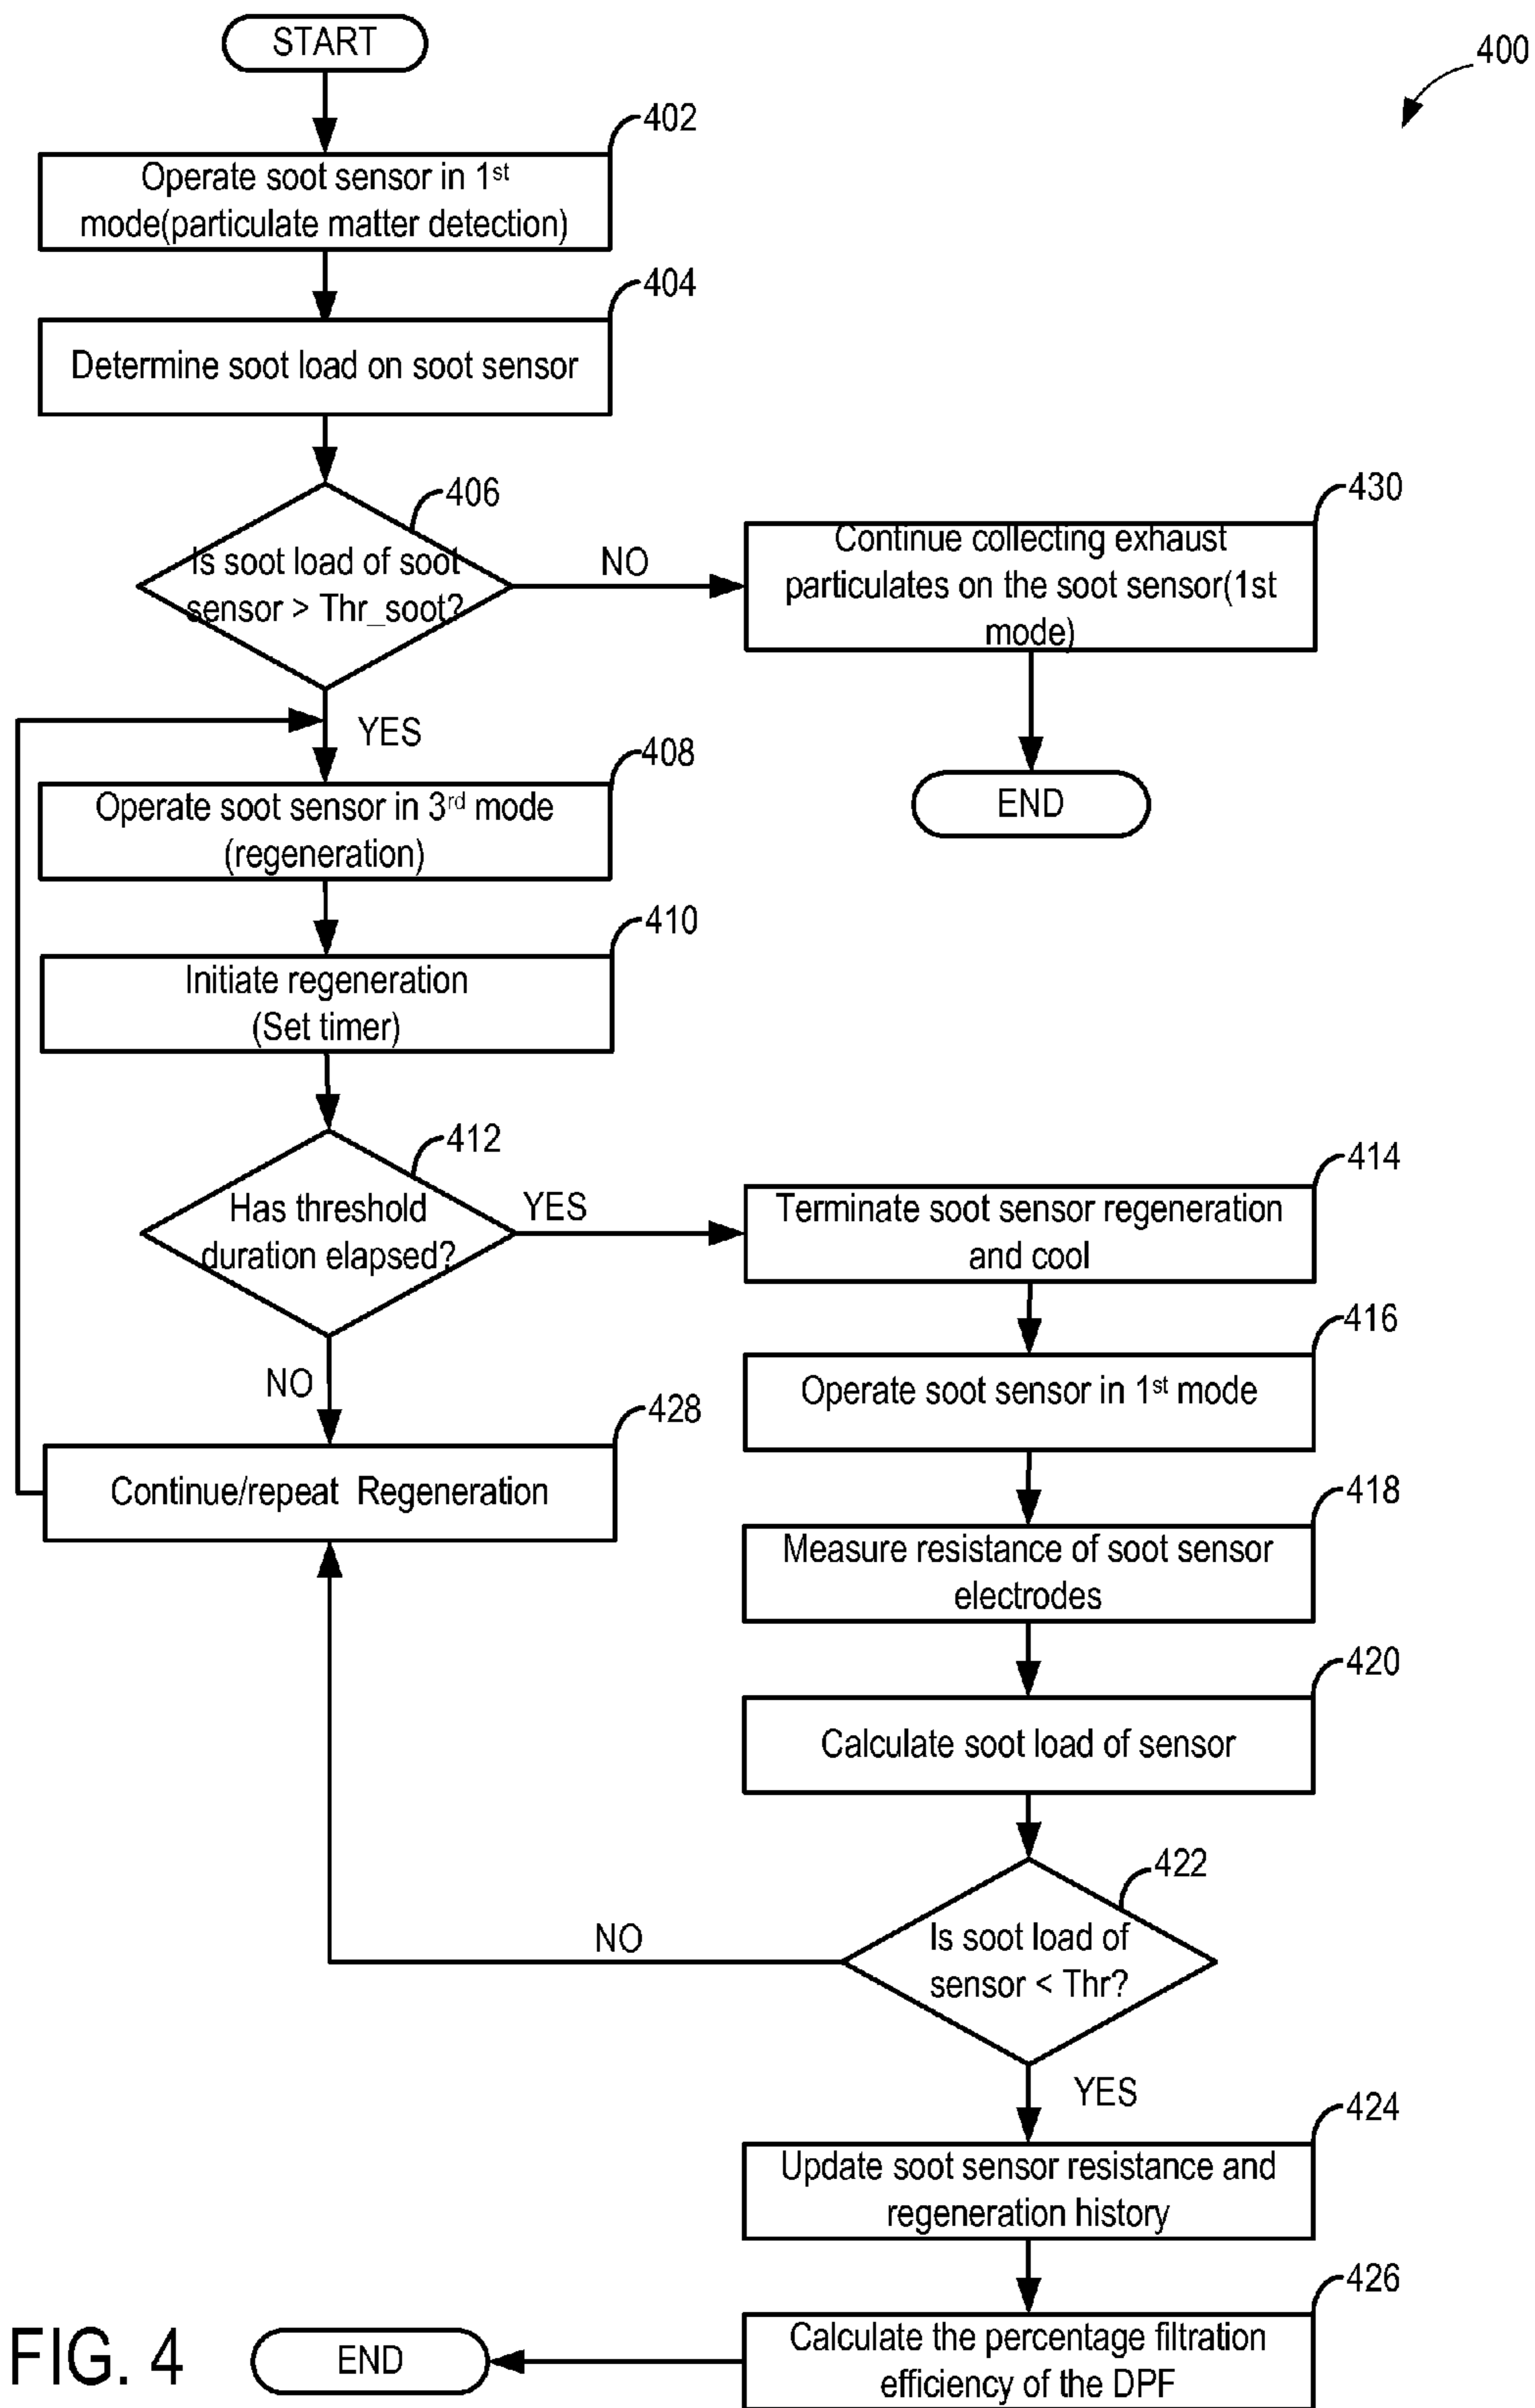 START
400
402
Operate soot sensor in 1st
mode(particulate matter detection)
404
Determine soot load on soot sensor
406
Is soot load of soot
sensor > Thr_soot?
NO
430
Continue collecting exhaust
particulates on the soot sensor(1st
mode)
END
YES
408
Operate soot sensor in 3rd mode
(regeneration)
410
Initiate regeneration
(Set timer)
412
Has threshold
duration elapsed?
YES
414
Terminate soot sensor regeneration
and cool
416
Operate soot sensor in 1st mode
NO
428
Continue/repeat Regeneration
418
Measure resistance of soot sensor
electrodes
420
Calculate soot load of sensor
422
Is soot load of
sensor < Thr?
NO
YES
424
Update soot sensor resistance and
regeneration history
426
Calculate the percentage filtration
efficiency of the DPF
END
FIG. 4